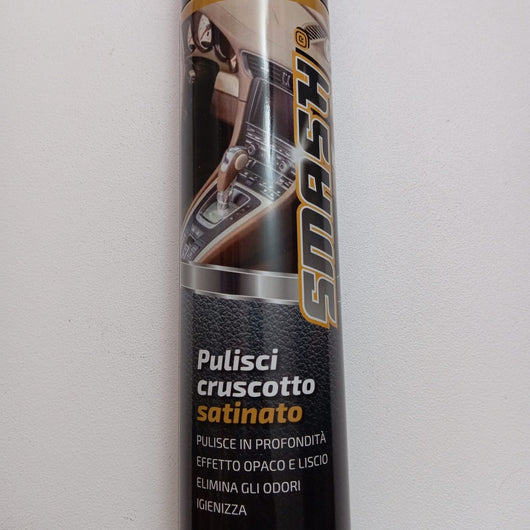 SMASH®
Pulisci
cruscotto
satinato
PULISCE IN PROFONDITÀ
EFFETTO OPACO E LISCIO
ELIMINA GLI ODORI
IGIENIZZA